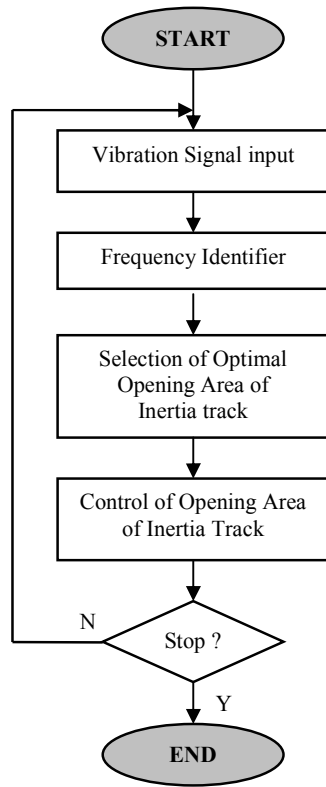 START
Vibration Signal input
Frequency Identifier
Selection of Optimal
Opening Area of
Inertia track
Control of Opening Area
of Inertia Track
N
Stop ?
Y
END